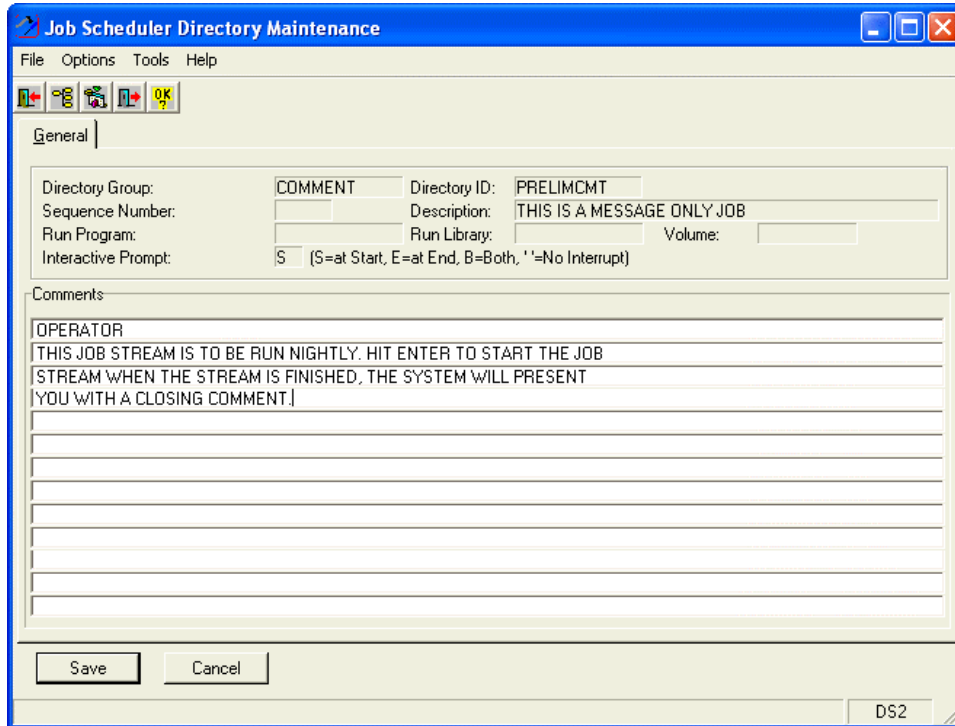 Job Scheduler Directory Maintenance
File Options Tools Help
OK?
General
Directory Group: COMMENT Directory ID: PRELIMCMT
Sequence Number: Description: THIS IS A MESSAGE ONLY JOB
Run Program: Run Library: Volume:
Interactive Prompt: S (S=at Start, E=at End, B=Both, ' '=No Interrupt)
Comments
OPERATOR
THIS JOB STREAM IS TO BE RUN NIGHTLY. HIT ENTER TO START THE JOB
STREAM WHEN THE STREAM IS FINISHED, THE SYSTEM WILL PRESENT
YOU WITH A CLOSING COMMENT.
Save Cancel
DS2